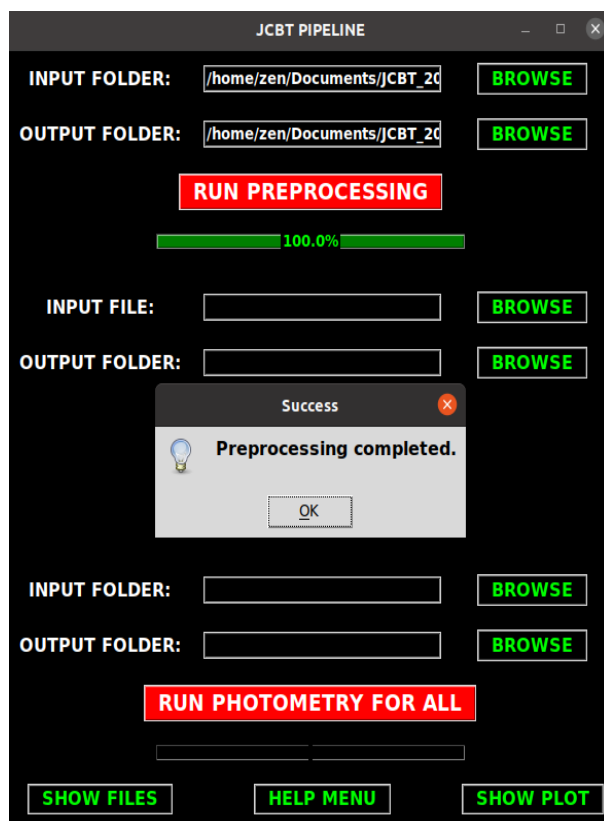 JCBT PIPELINE
INPUT FOLDER: /home/zen/Documents/JCBT_20 BROWSE
OUTPUT FOLDER: /home/zen/Documents/JCBT_20 BROWSE
RUN PREPROCESSING
100.0%
INPUT FILE: BROWSE
OUTPUT FOLDER: BROWSE
Success
Preprocessing completed.
OK
INPUT FOLDER: BROWSE
OUTPUT FOLDER: BROWSE
RUN PHOTOMETRY FOR ALL
SHOW FILES HELP MENU SHOW PLOT